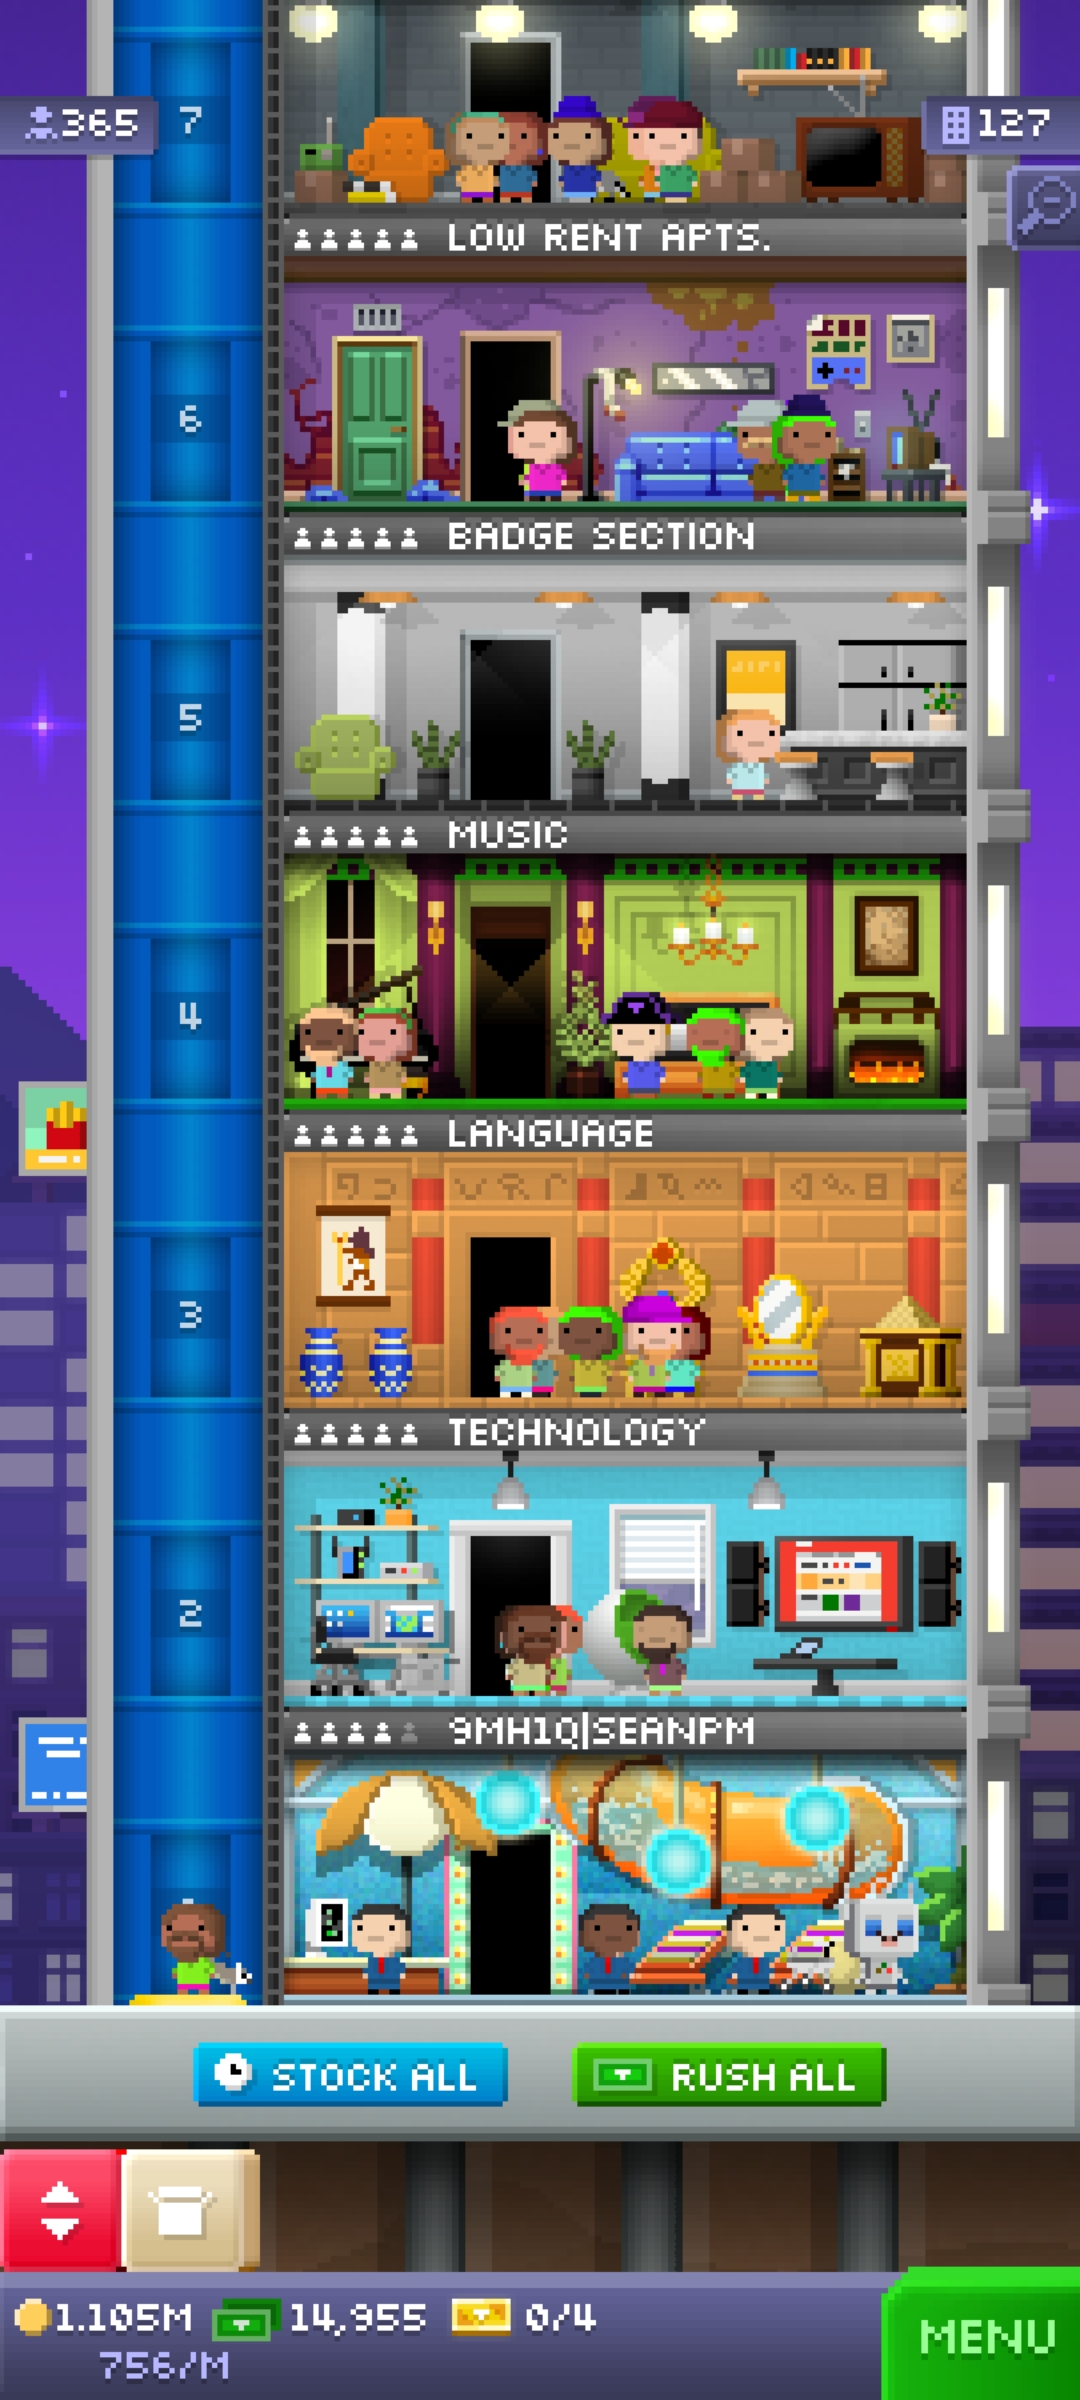 365
7
127
LOW RENT APTS.
6
BADGE SECTION
5
MUSIC
4
LANGUAGE
3
TECHNOLOGY
2
9MH1Q|SEANPM
STOCK ALL
RUSH ALL
1.105M
14,955
0/4
756/M
MENU